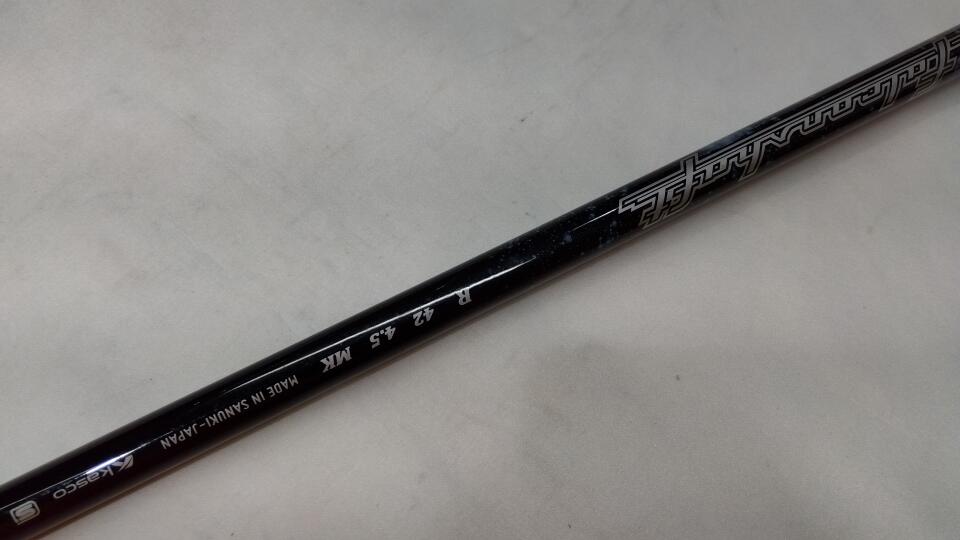 R 42 4.5 MK
MADE IN SANUKI-JAPAN
kasco S